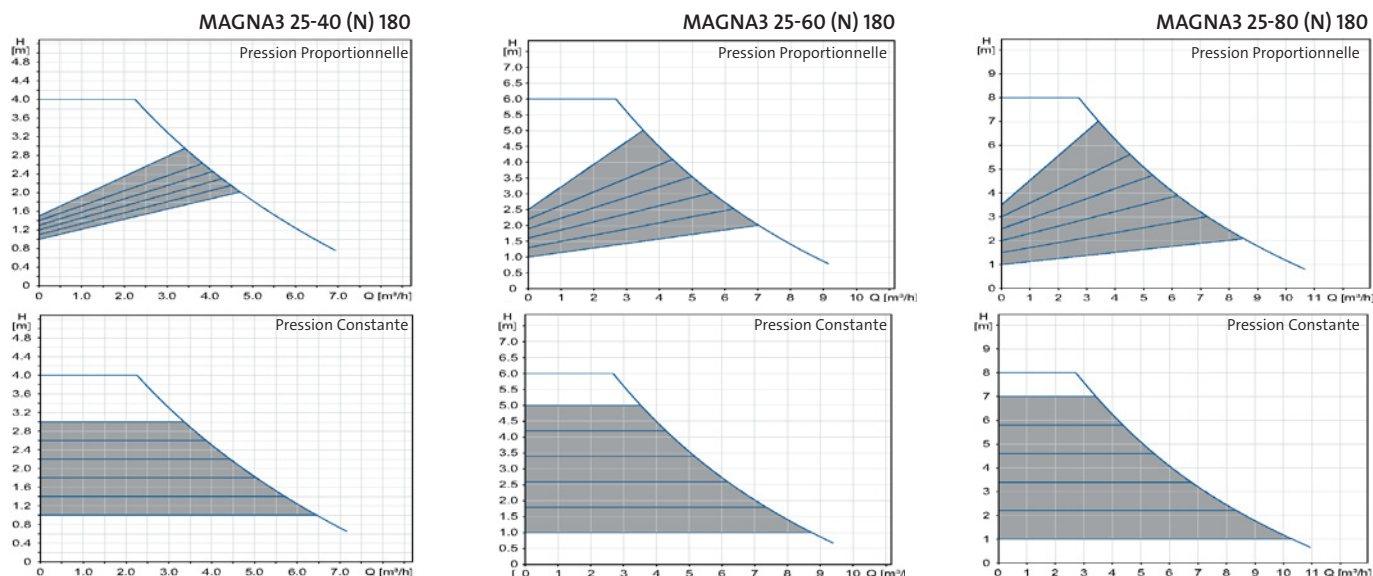 MAGNA3 25-40 (N) 180
H
[m]
Pression Proportionnelle
4.8
4.4
4.0
3.6
3.2
2.8
2.4
2.0
1.6
1.2
0.8
0.4
0
0 1.0 2.0 3.0 4.0 5.0 6.0 7.0 Q [m³/h]
MAGNA3 25-60 (N) 180
H
[m]
Pression Proportionnelle
7.0
6.5
6.0
5.5
5.0
4.5
4.0
3.5
3.0
2.5
2.0
1.5
1.0
0.5
0
0 1 2 3 4 5 6 7 8 9 10 Q [m³/h]
MAGNA3 25-80 (N) 180
H
[m]
Pression Proportionnelle
9
8
7
6
5
4
3
2
1
0
0 1 2 3 4 5 6 7 8 9 10 11 Q [m³/h]
H
[m]
Pression Constante
4.8
4.4
4.0
3.6
3.2
2.8
2.4
2.0
1.6
1.2
0.8
0.4
0
0 1.0 2.0 3.0 4.0 5.0 6.0 7.0 Q [m³/h]
H
[m]
Pression Constante
7.0
6.5
6.0
5.5
5.0
4.5
4.0
3.5
3.0
2.5
2.0
1.5
1.0
0.5
0 1 2 3 4 5 6 7 8 9 10 Q [m³/
H
[m]
Pression Constante
9
8
7
6
5
4
3
2
1
0
0 1 2 3 4 5 6 7 8 9 10 11 Q [m³/h]